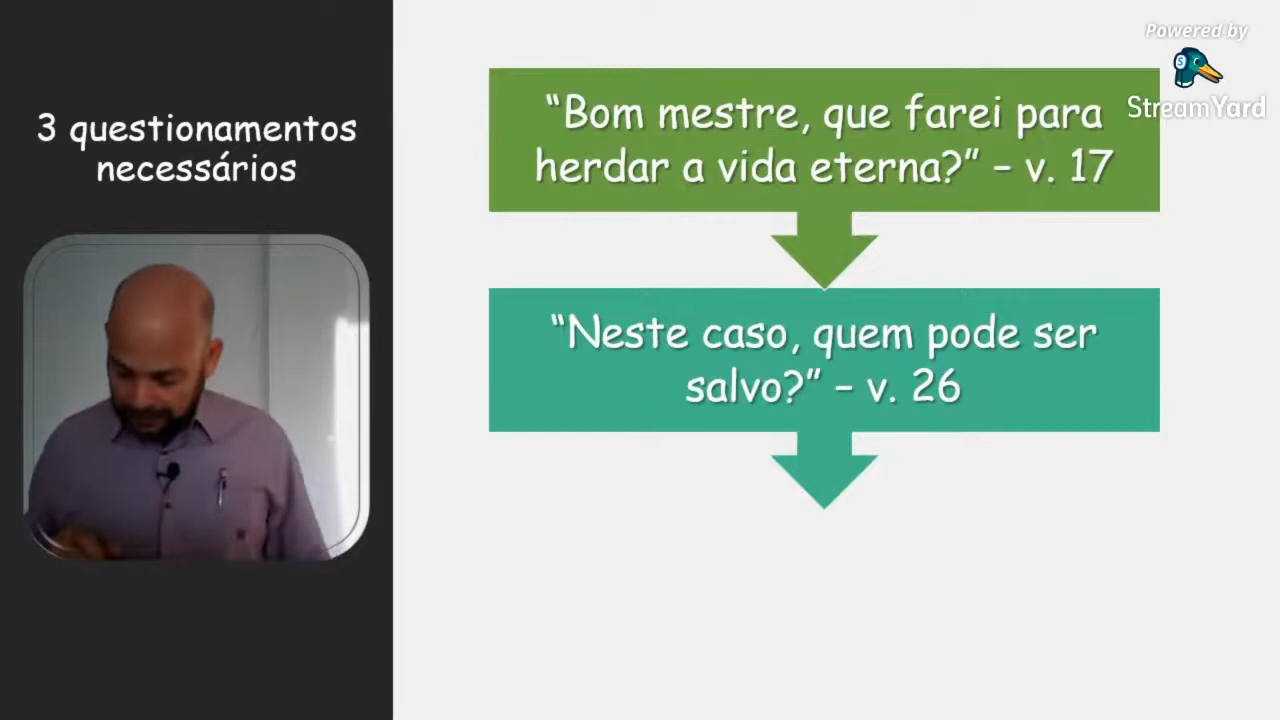 3 questionamentos
necessários
Powered by
StreamYard
“Bom mestre, que farei para
herdar a vida eterna?” – v. 17
“Neste caso, quem pode ser
salvo?” – v. 26